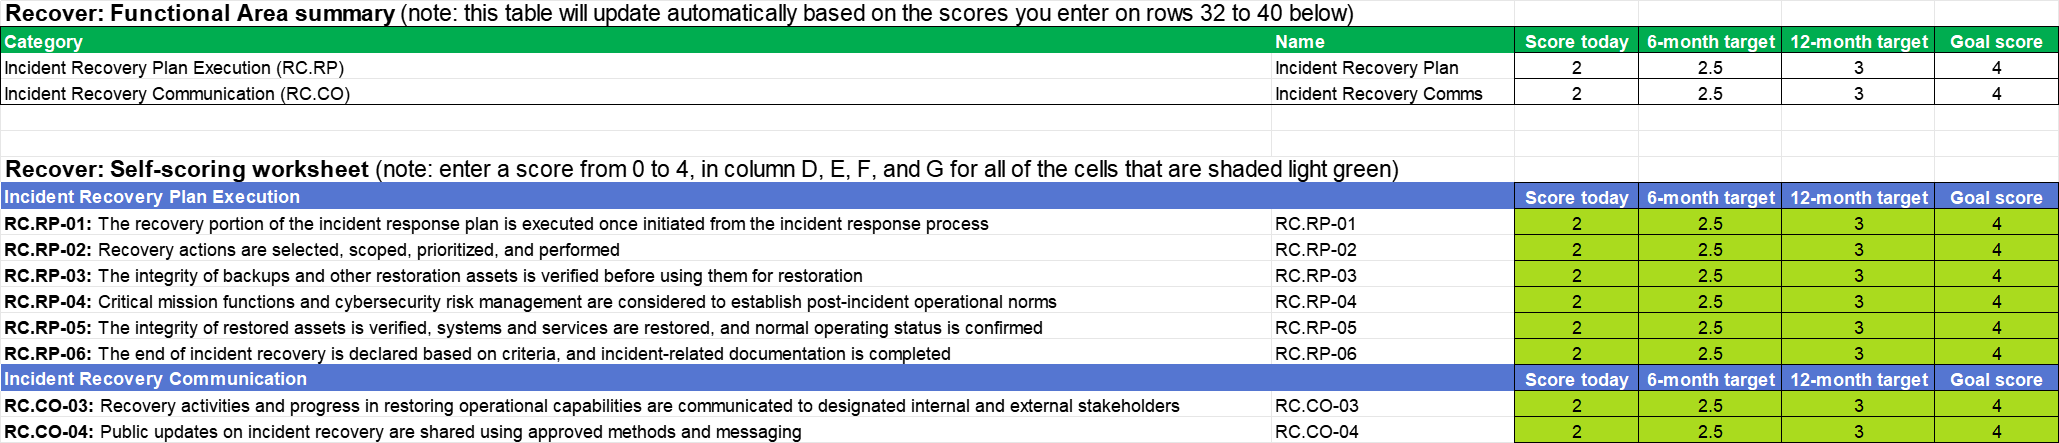 Recover: Functional Area summary (note: this table will update automatically based on the scores you enter on rows 32 to 40 below)
Category Name Score today 6-month target 12-month target Goal score
Incident Recovery Plan Execution (RC.RP) Incident Recovery Plan 2 2.5 3 4
Incident Recovery Communication (RC.CO) Incident Recovery Comms 2 2.5 3 4
Recover: Self-scoring worksheet (note: enter a score from 0 to 4, in column D, E, F, and G for all of the cells that are shaded light green)
Incident Recovery Plan Execution Score today 6-month target 12-month target Goal score
RC.RP-01: The recovery portion of the incident response plan is executed once initiated from the incident response process RC.RP-01 2 2.5 3 4
RC.RP-02: Recovery actions are selected, scoped, prioritized, and performed RC.RP-02 2 2.5 3 4
RC.RP-03: The integrity of backups and other restoration assets is verified before using them for restoration RC.RP-03 2 2.5 3 4
RC.RP-04: Critical mission functions and cybersecurity risk management are considered to establish post-incident operational norms RC.RP-04 2 2.5 3 4
RC.RP-05: The integrity of restored assets is verified, systems and services are restored, and normal operating status is confirmed RC.RP-05 2 2.5 3 4
RC.RP-06: The end of incident recovery is declared based on criteria, and incident-related documentation is completed RC.RP-06 2 2.5 3 4
Incident Recovery Communication Score today 6-month target 12-month target Goal score
RC.CO-03: Recovery activities and progress in restoring operational capabilities are communicated to designated internal and external stakeholders RC.CO-03 2 2.5 3 4
RC.CO-04: Public updates on incident recovery are shared using approved methods and messaging RC.CO-04 2 2.5 3 4